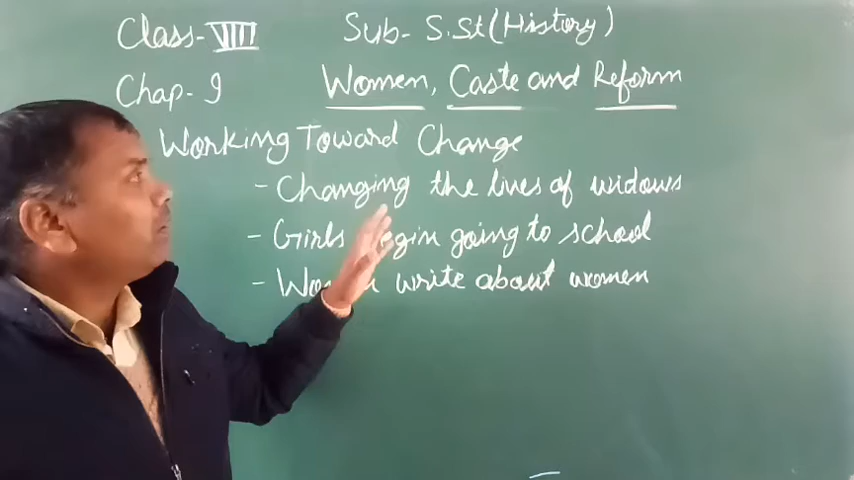 Class-VIII Sub- S.St(History)
Chap-9 Women, Caste and Reform
Working Toward Change
- Changing the lives of widows
- Girls begin going to school
- write about women